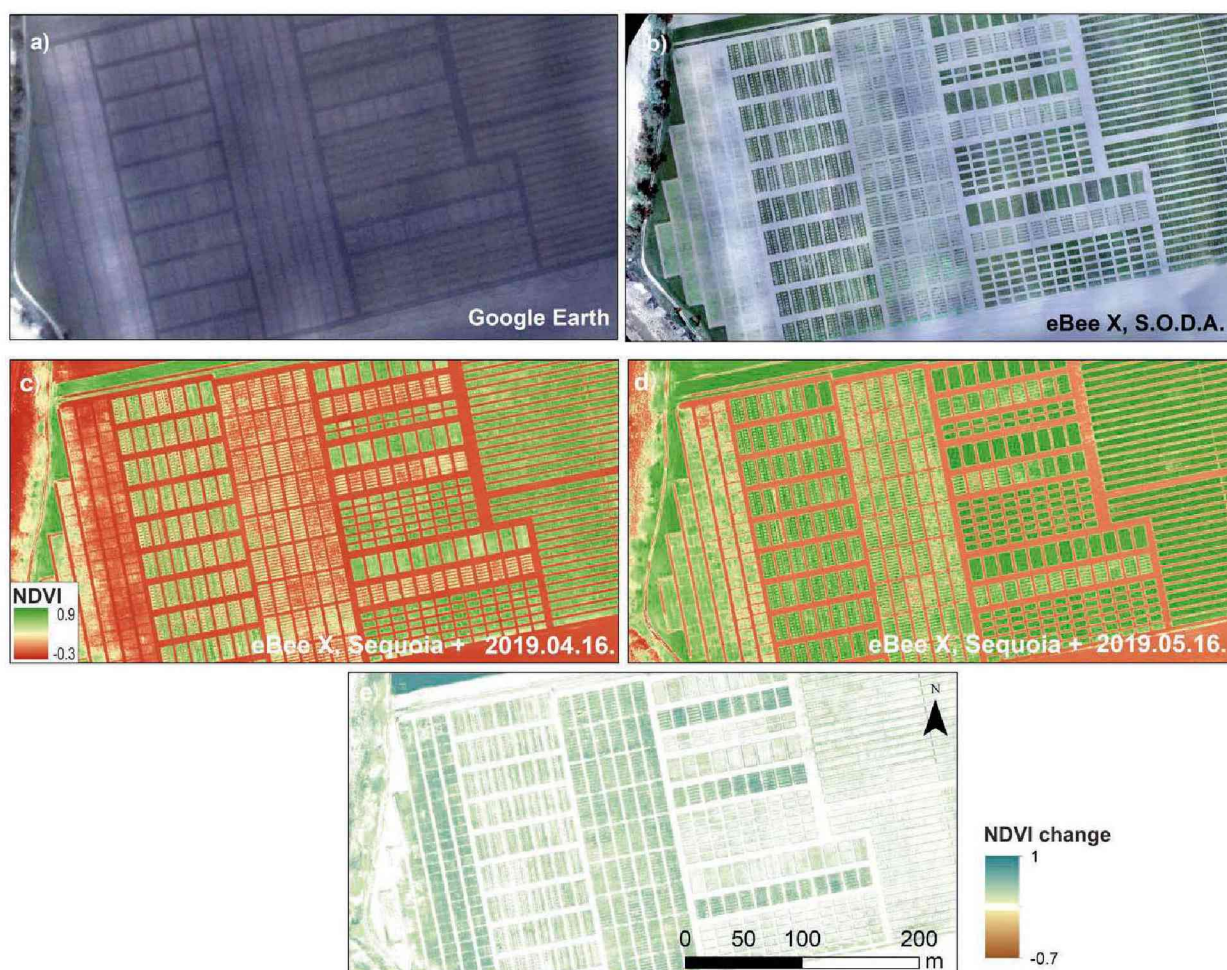 a)
Google Earth
b)
eBee X, S.O.D.A.
c
NDVI
0.9
-0.3
eBee X, Sequoia + 2019.04.16.
d)
eBee X, Sequoia + 2019.05.16.
e
N
0 50 100 200
m
NDVI change
1
-0.7